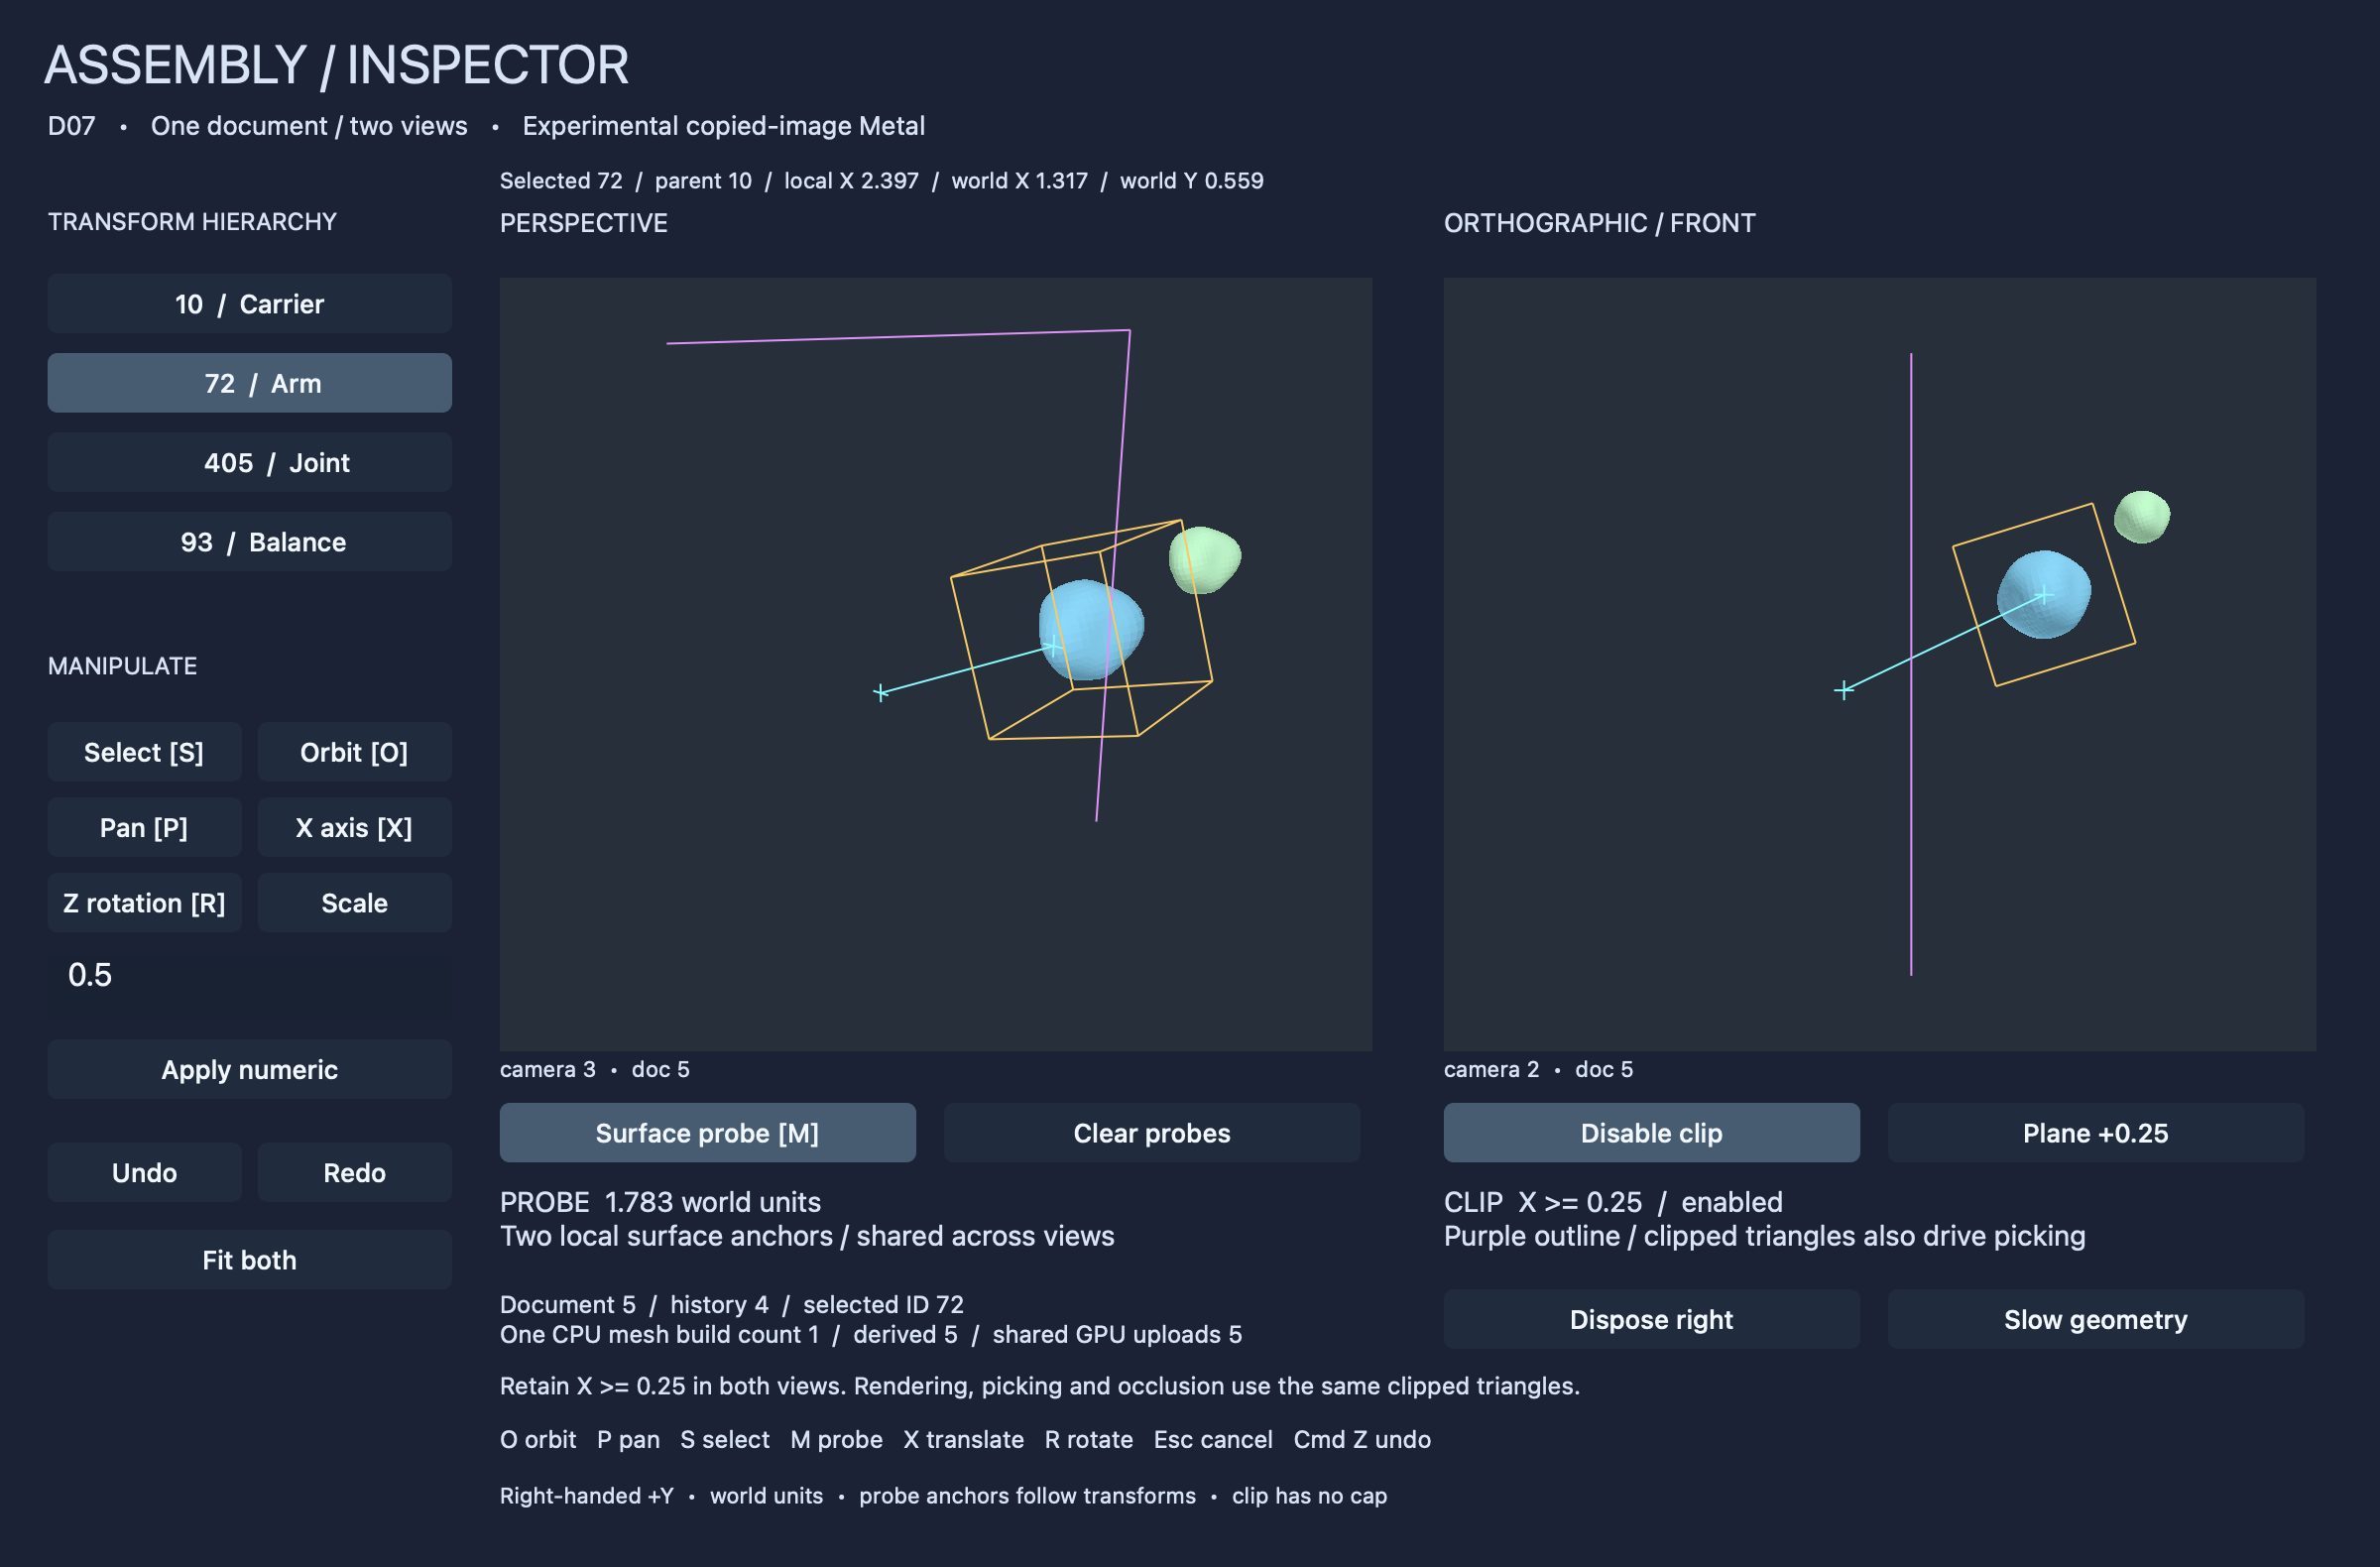 ASSEMBLY / INSPECTOR
D07 • One document / two views • Experimental copied-image Metal
Selected 72 / parent 10 / local X 2.397 / world X 1.317 / world Y 0.559
TRANSFORM HIERARCHY
10 / Carrier
72 / Arm
405 / Joint
93 / Balance
MANIPULATE
Select [S]
Orbit [O]
Pan [P]
X axis [X]
Z rotation [R]
Scale
0.5
Apply numeric
Undo
Redo
Fit both
PERSPECTIVE
camera 3 • doc 5
Surface probe [M]
Clear probes
PROBE 1.783 world units
Two local surface anchors / shared across views
ORTHOGRAPHIC / FRONT
camera 2 • doc 5
Disable clip
Plane +0.25
CLIP X >= 0.25 / enabled
Purple outline / clipped triangles also drive picking
Dispose right
Slow geometry
Document 5 / history 4 / selected ID 72
One CPU mesh build count 1 / derived 5 / shared GPU uploads 5
Retain X >= 0.25 in both views. Rendering, picking and occlusion use the same clipped triangles.
O orbit P pan S select M probe X translate R rotate Esc cancel Cmd Z undo
Right-handed +Y • world units • probe anchors follow transforms • clip has no cap